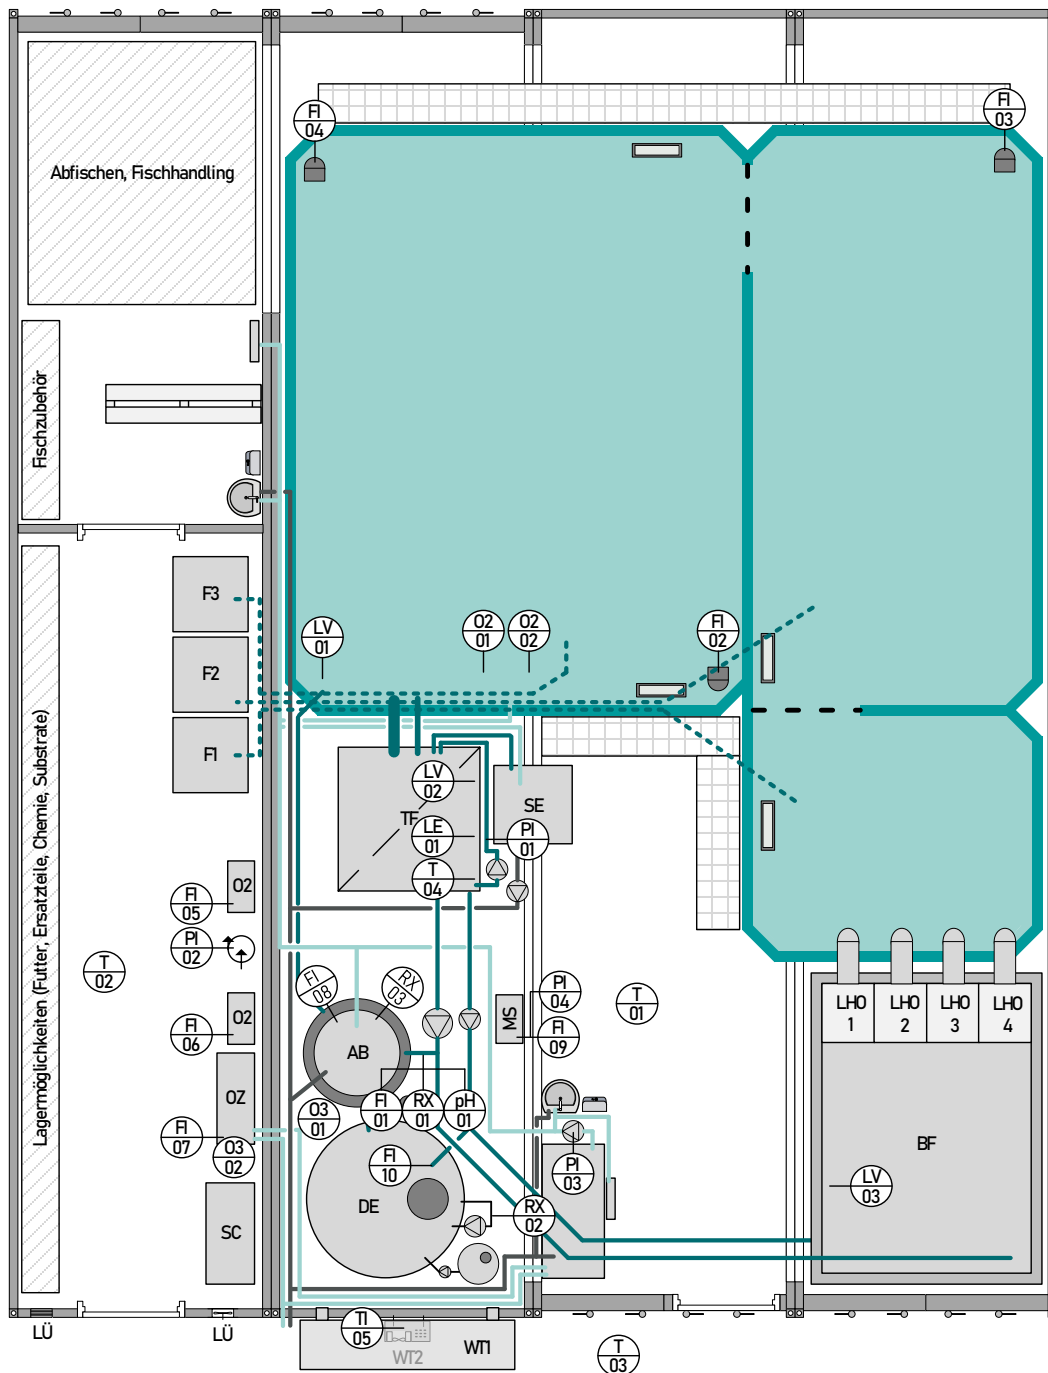 FI
04
FI
03
Abfischen, Fischhandling
Fischzubehör
F3
F2
F1
LV
01
O2
01
O2
02
FI
02
Lagermöglichkeiten (Futter, Ersatzteile, Chemie, Substrate)
LV
02
TF
LE
01
T
04
SE
PI
01
O2
FI
05
PI
02
T
02
O2
FI
06
FI
08
RX
03
AB
MS
PI
04
FI
09
T
01
LHO
1
LHO
2
LHO
3
LHO
4
OZ
FI
07
O3
02
O3
01
FI
01
RX
01
pH
01
FI
10
PI
03
BF
LV
03
DE
RX
02
SC
LÜ
LÜ
TI
05
WT2
WT1
T
03